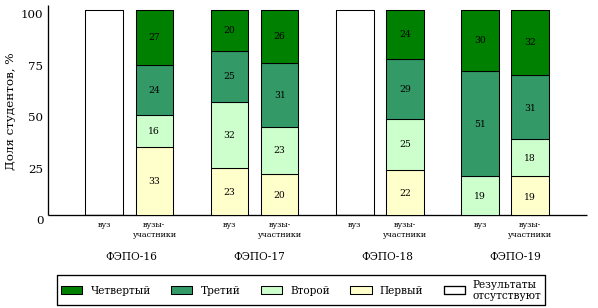 Доля студентов, %
100
75
50
25
0
27
24
16
33
20
25
32
23
26
31
23
20
24
29
25
22
30
51
19
32
31
18
19
вуз
вузы-
участники
вуз
вузы-
участники
вуз
вузы-
участники
вуз
вузы-
участники
ФЭПО-16
ФЭПО-17
ФЭПО-18
ФЭПО-19
Четвертый
Третий
Второй
Первый
Результаты
отсутствуют